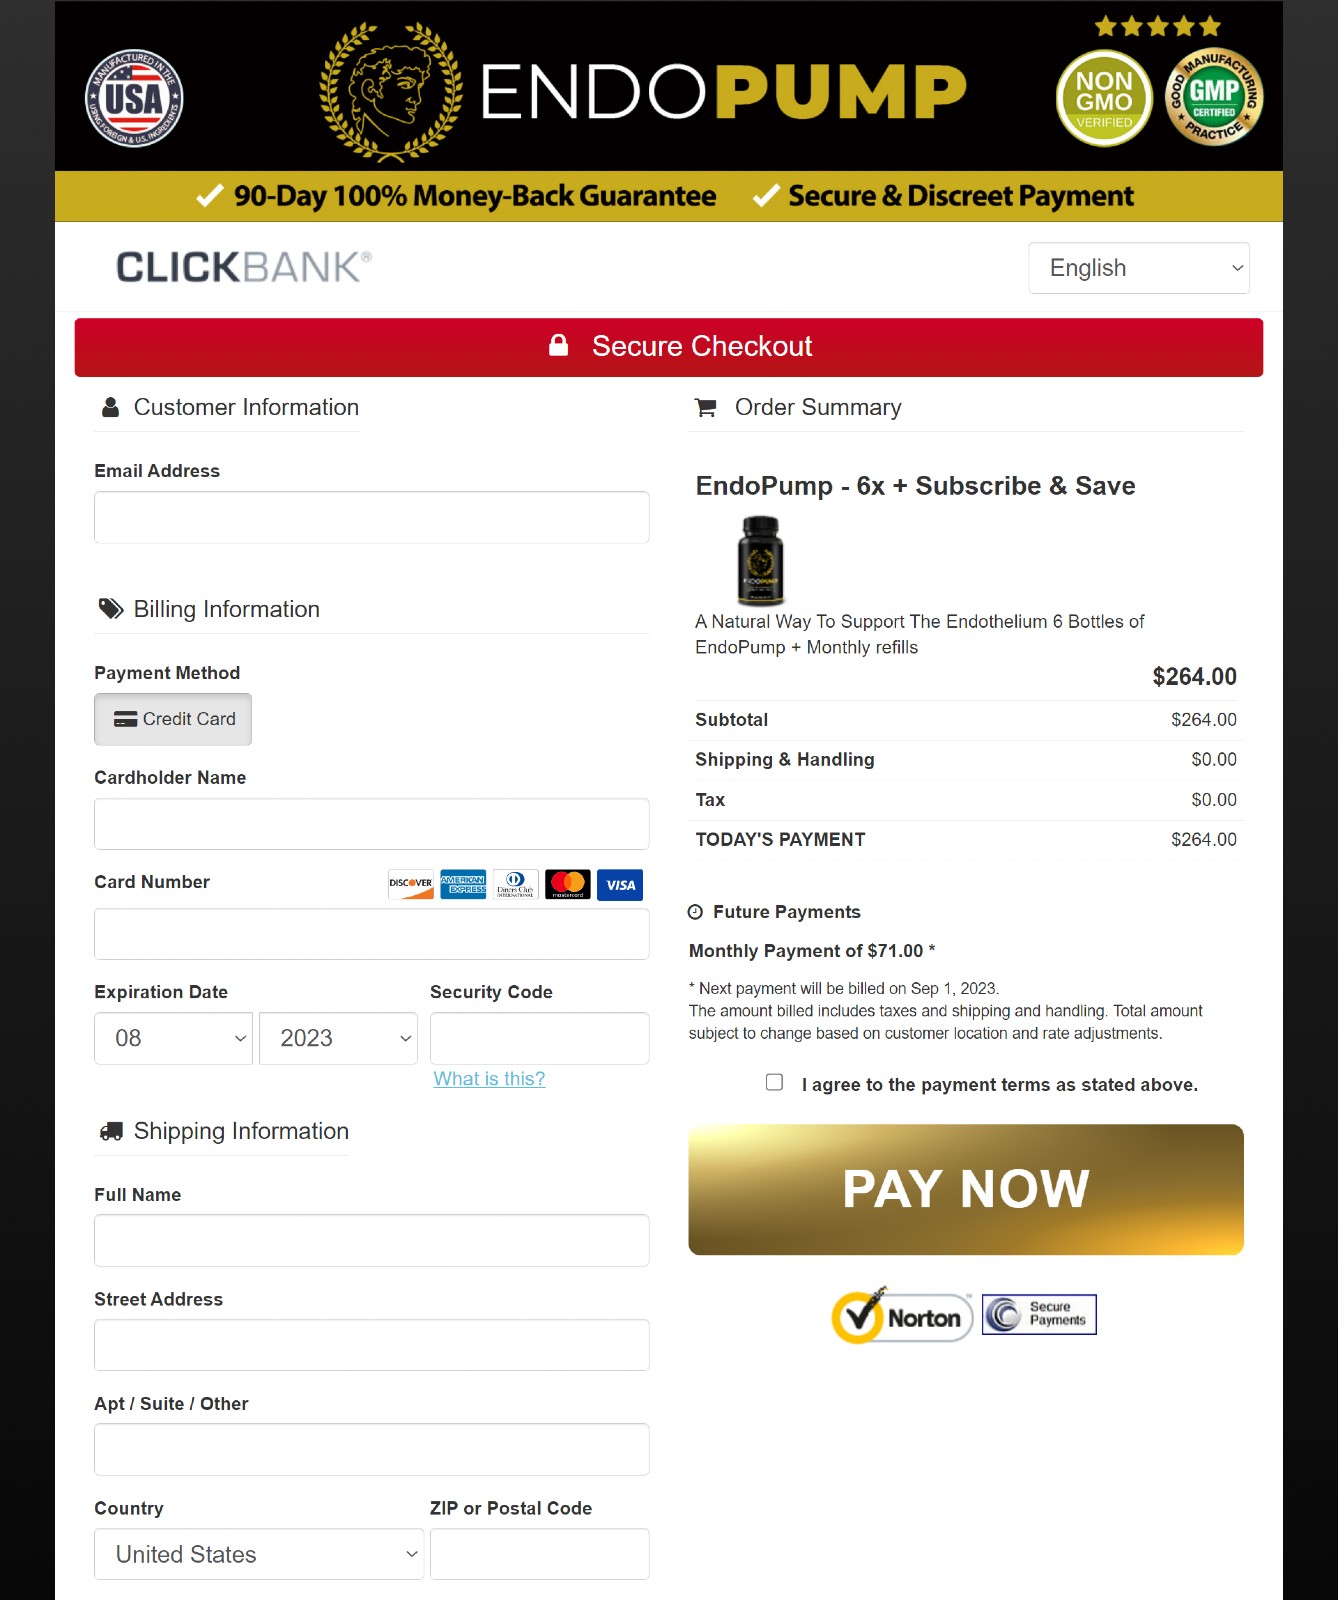 MANUFACTURED IN THE
USA
USING FOREIGN & U.S. INGREDIENTS
ENDOPUMP
NON
GMO
VERIFIED
GOOD MANUFACTURING
GMP
CERTIFIED
PRACTICE
90-Day 100% Money-Back Guarantee
Secure & Discreet Payment
CLICKBANK®
English
Secure Checkout
Customer Information
Email Address
Billing Information
Payment Method
Credit Card
Cardholder Name
Card Number
DISCOVER
AMERICAN
EXPRESS
Diners Club
INTERNATIONAL
mastercard
VISA
Expiration Date
Security Code
08
2023
What is this?
Shipping Information
Full Name
Street Address
Apt / Suite / Other
Country
ZIP or Postal Code
United States
Order Summary
EndoPump - 6x + Subscribe & Save
ENDOPUMP
A Natural Way To Support The Endothelium 6 Bottles of
EndoPump + Monthly refills
$264.00
Subtotal $264.00
Shipping & Handling $0.00
Tax $0.00
TODAY'S PAYMENT $264.00
Future Payments
Monthly Payment of $71.00 *
* Next payment will be billed on Sep 1, 2023.
The amount billed includes taxes and shipping and handling. Total amount
subject to change based on customer location and rate adjustments.
I agree to the payment terms as stated above.
PAY NOW
Norton™
Secure
Payments